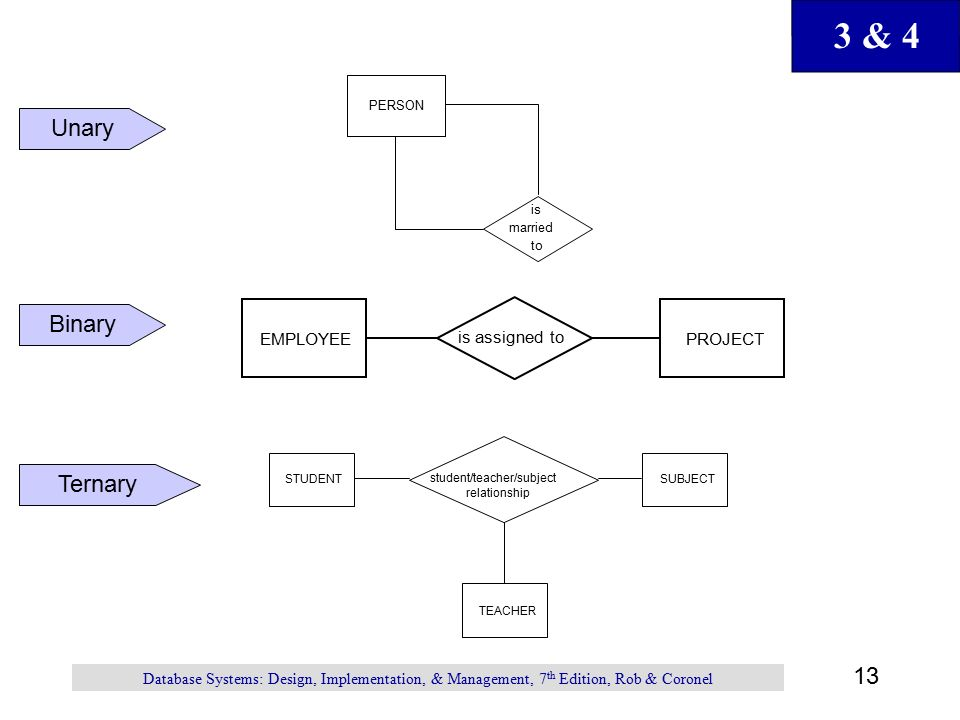 3 & 4
Unary
PERSON
is
married
to
Binary
EMPLOYEE
is assigned to
PROJECT
Ternary
STUDENT
student/teacher/subject
relationship
SUBJECT
TEACHER
Database Systems: Design, Implementation, & Management, 7th Edition, Rob & Coronel
13